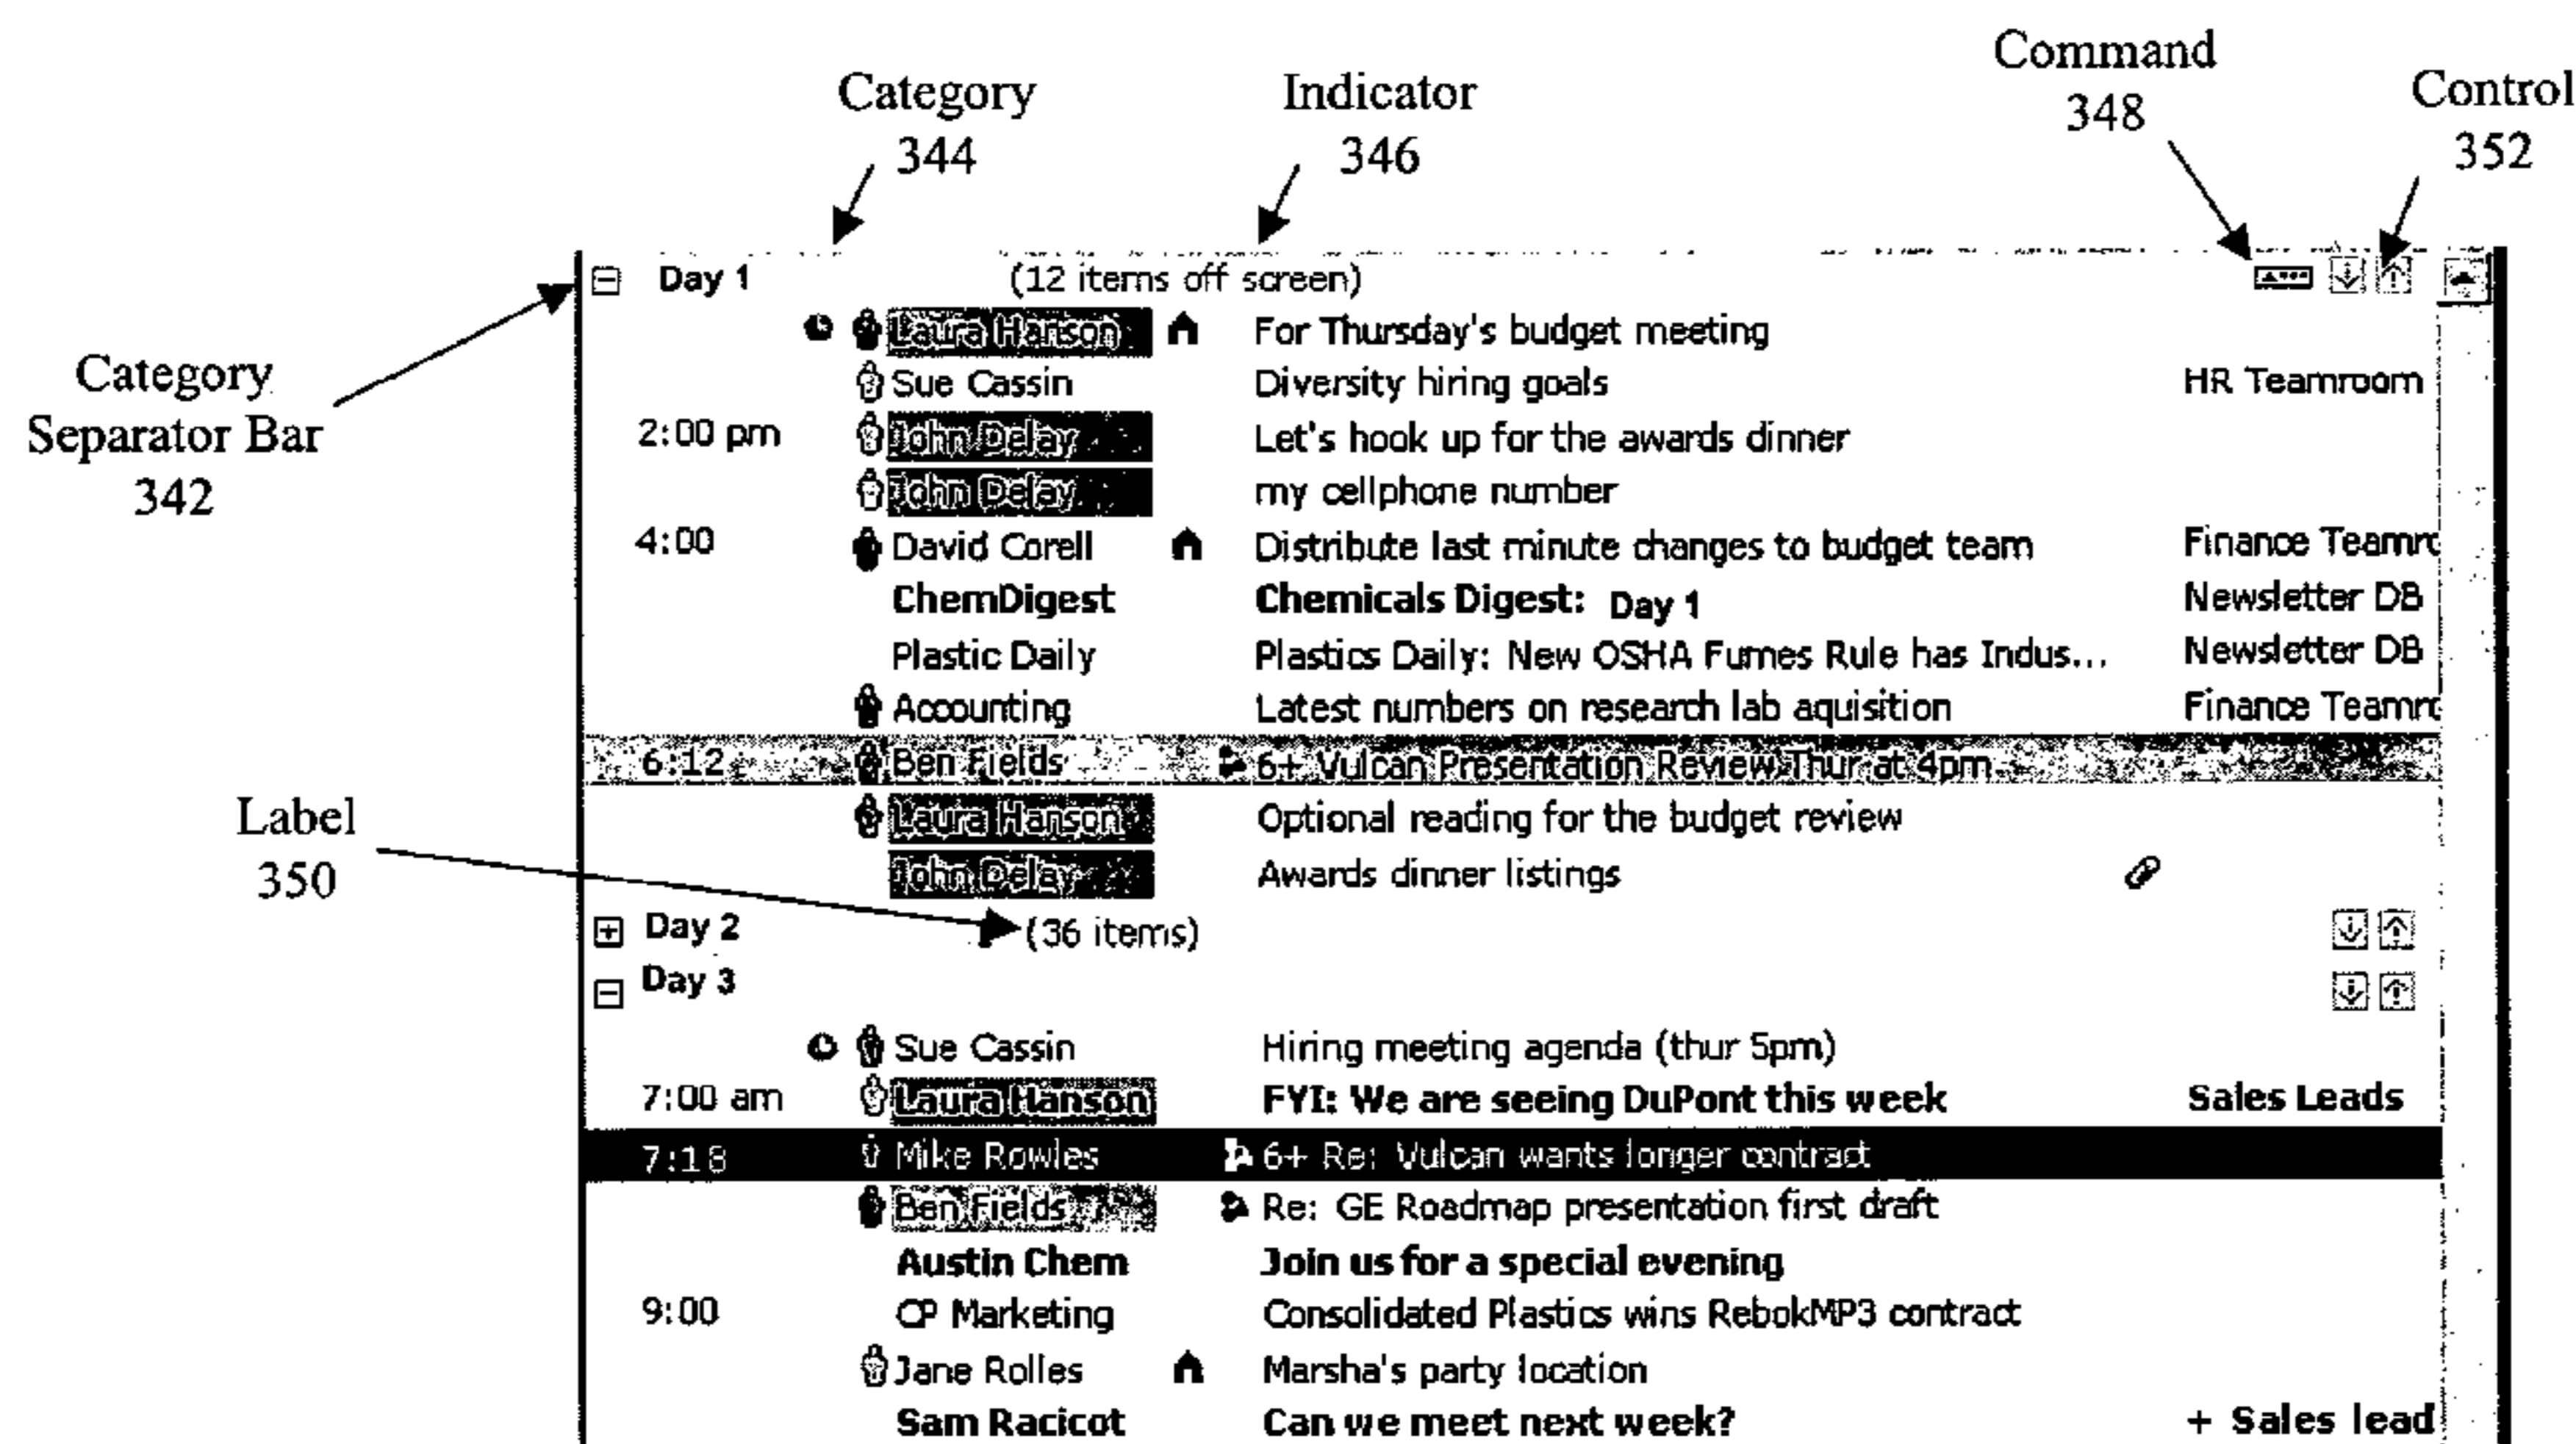 Command
348
Control
352
Category
344
Indicator
346
Day 1 (12 items off screen)
Laura Hanson For Thursday's budget meeting
Category
Separator Bar
342
Sue Cassin Diversity hiring goals HR Teamroom
2:00 pm John Delay Let's hook up for the awards dinner
John Delay my cellphone number
4:00 David Corell Distribute last minute changes to budget team Finance Teamro
ChemDigest Chemicals Digest: Day 1 Newsletter DB
Plastic Daily Plastics Daily: New OSHA Fumes Rule has Indus... Newsletter DB
Accounting Latest numbers on research lab aquisition Finance Teamro
6:12 Ben Fields 6+ Vulcan Presentation Review Thur at 4pm
Label
350
Laura Hanson Optional reading for the budget review
John Delay Awards dinner listings
Day 2 (36 items)
Day 3
Sue Cassin Hiring meeting agenda (thur 5pm)
7:00 am Laura Hanson FYI: We are seeing DuPont this week Sales Leads
7:18 Mike Rowles 6+ Re: Vulcan wants longer contract
Ben Fields Re: GE Roadmap presentation first draft
Austin Chem Join us for a special evening
9:00 CP Marketing Consolidated Plastics wins RebokMP3 contract
Jane Rolles Marsha's party location
Sam Racicot Can we meet next week? + Sales lead